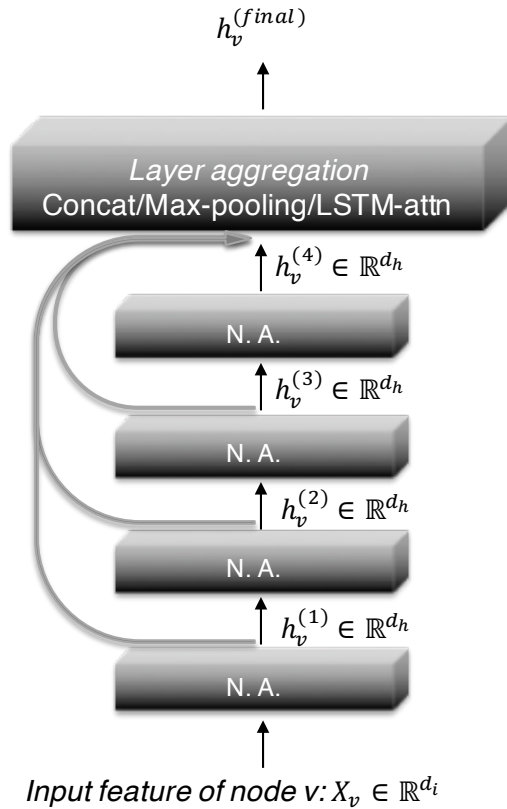 h_v^{(final)}
Layer aggregation
Concat/Max-pooling/LSTM-attn
h_v^{(4)} ∈ ℝ^{d_h}
N. A.
h_v^{(3)} ∈ ℝ^{d_h}
N. A.
h_v^{(2)} ∈ ℝ^{d_h}
N. A.
h_v^{(1)} ∈ ℝ^{d_h}
N. A.
Input feature of node v: X_v ∈ ℝ^{d_i}